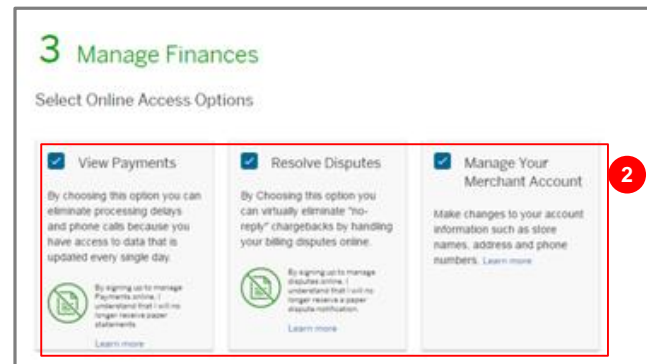 3 Manage Finances
Select Online Access Options
View Payments
By choosing this option you can
eliminate processing delays
and phone calls because you
have access to data that is
updated every single day.
By signing up to manage
Payments online, I
understand that I will no
longer receive paper
statements
Learn more
Resolve Disputes
By Choosing this option you
can virtually eliminate "no-
reply" chargebacks by handling
your billing disputes online.
By signing up to manage
disputes online, I
understand that I will no
longer receive a paper
dispute notification.
Learn more
Manage Your
Merchant Account
Make changes to your account
information such as store
names, address and phone
numbers. Learn more
2